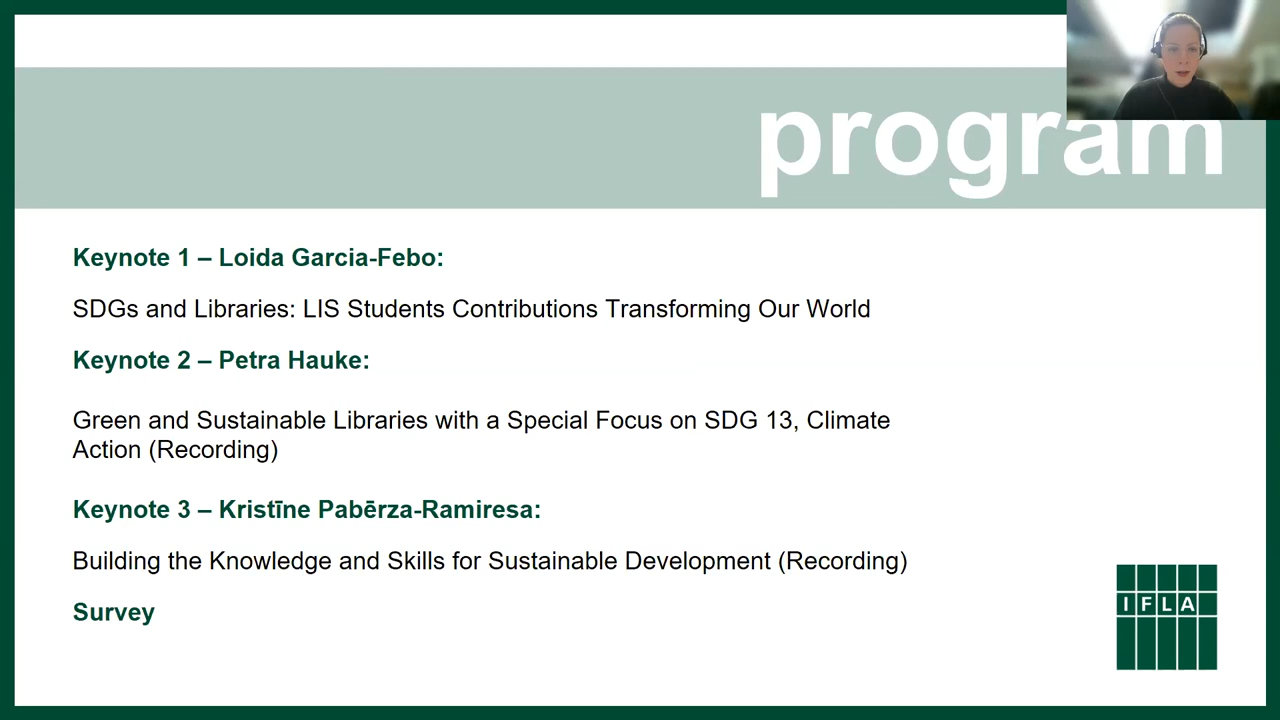 program
Keynote 1 – Loida Garcia-Febo:
SDGs and Libraries: LIS Students Contributions Transforming Our World
Keynote 2 – Petra Hauke:
Green and Sustainable Libraries with a Special Focus on SDG 13, Climate
Action (Recording)
Keynote 3 – Kristīne Pabērza-Ramiresa:
Building the Knowledge and Skills for Sustainable Development (Recording)
Survey
IFLA